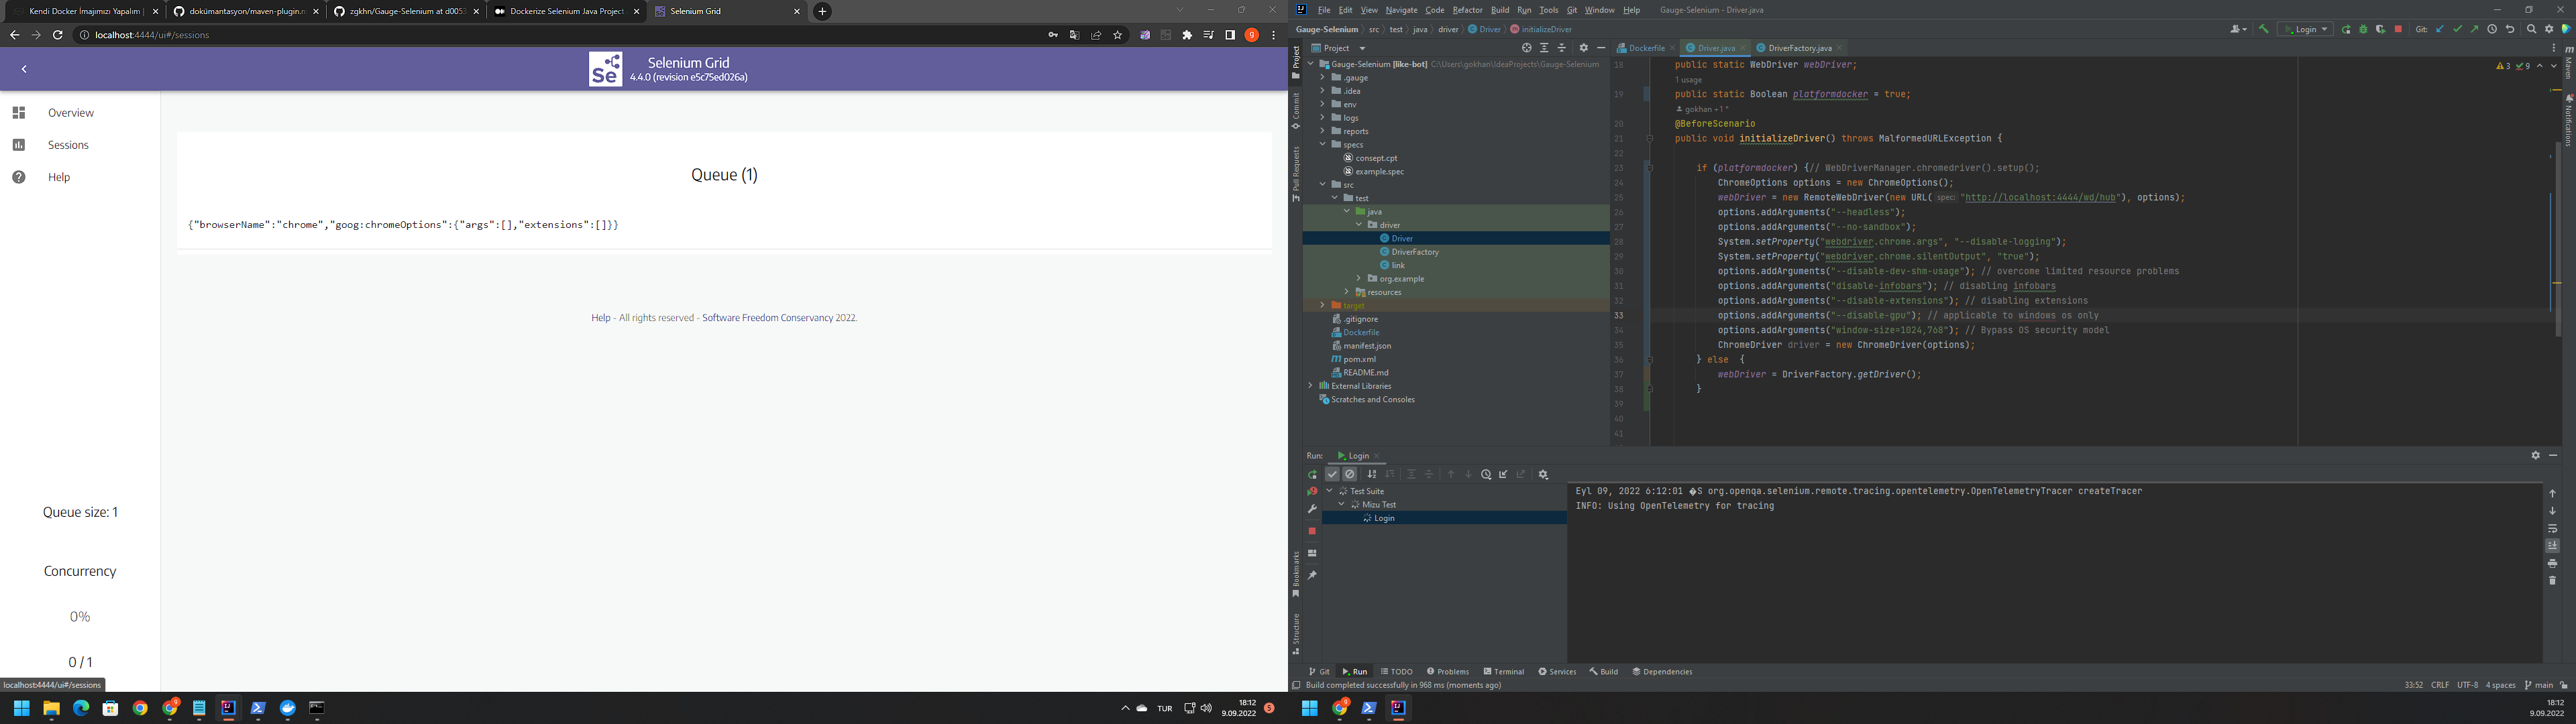 Kendi Docker İmajımızı Yapalım |
dokümantasyon/maven-plugin.m
zgkhn/Gauge-Selenium at d0053
Dockerize Selenium Java Project
Selenium Grid
localhost:4444/ui#/sessions
Selenium Grid
4.4.0 (revision e5c75ed026a)
Overview
Sessions
Help
Queue (1)
{"browserName":"chrome","goog:chromeOptions":{"args":[],"extensions":[]}}
Help - All rights reserved - Software Freedom Conservancy 2022.
Queue size: 1
Concurrency
0%
0 / 1
localhost:4444/ui#/sessions
TUR
18:12
9.09.2022
5
File Edit View Navigate Code Refactor Build Run Tools Git Window Help Gauge-Selenium - Driver.java
Gauge-Selenium src test java driver Driver initializeDriver
Login
Git:
Project
Dockerfile
Driver.java
DriverFactory.java
Project
Commit
Pull Requests
Bookmarks
Structure
Maven
Notifications
Gauge-Selenium [like-bot] C:\Users\gokhan\IdeaProjects\Gauge-Selenium
.gauge
.idea
env
logs
reports
specs
consept.cpt
example.spec
src
test
java
driver
Driver
DriverFactory
link
org.example
resources
target
.gitignore
Dockerfile
manifest.json
pom.xml
README.md
External Libraries
Scratches and Consoles
3 9
18 public static WebDriver webDriver;
1 usage
19 public static Boolean platformdocker = true;
gokhan +1 *
20 @BeforeScenario
21 public void initializeDriver() throws MalformedURLException {
22
23 if (platformdocker) {// WebDriverManager.chromedriver().setup();
24 ChromeOptions options = new ChromeOptions();
25 webDriver = new RemoteWebDriver(new URL( spec: "http://localhost:4444/wd/hub"), options);
26 options.addArguments("--headless");
27 options.addArguments("--no-sandbox");
28 System.setProperty("webdriver.chrome.args", "--disable-logging");
29 System.setProperty("webdriver.chrome.silentOutput", "true");
30 options.addArguments("--disable-dev-shm-usage"); // overcome limited resource problems
31 options.addArguments("disable-infobars"); // disabling infobars
32 options.addArguments("--disable-extensions"); // disabling extensions
33 options.addArguments("--disable-gpu"); // applicable to windows os only
34 options.addArguments("window-size=1024,768"); // Bypass OS security model
35 ChromeDriver driver = new ChromeDriver(options);
36 } else {
37 webDriver = DriverFactory.getDriver();
38 }
39
40
41
Run: Login
Test Suite
Mizu Test
Login
Eyl 09, 2022 6:12:01 �S org.openqa.selenium.remote.tracing.opentelemetry.OpenTelemetryTracer createTracer
INFO: Using OpenTelemetry for tracing
Git Run TODO Problems Terminal Services Build Dependencies
Build completed successfully in 968 ms (moments ago)
33:52 CRLF UTF-8 4 spaces main
18:12
9.09.2022